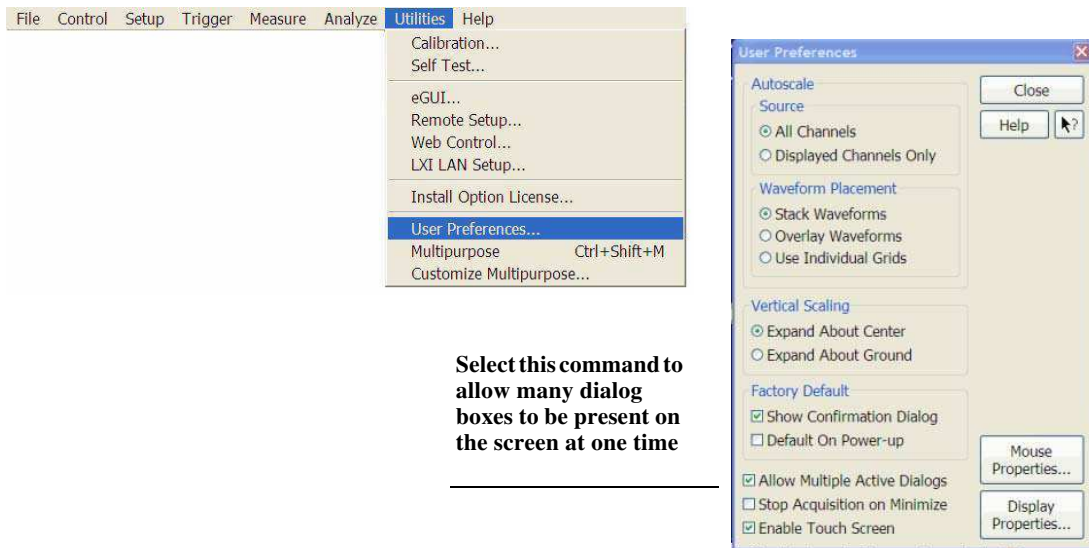 File Control Setup Trigger Measure Analyze Utilities Help
Calibration...
Self Test...
eGUI...
Remote Setup...
Web Control...
LXI LAN Setup...
Install Option License...
User Preferences...
Multipurpose Ctrl+Shift+M
Customize Multipurpose...
Select this command to
allow many dialog
boxes to be present on
the screen at one time
User Preferences
Autoscale
Source
All Channels
Displayed Channels Only
Waveform Placement
Stack Waveforms
Overlay Waveforms
Use Individual Grids
Vertical Scaling
Expand About Center
Expand About Ground
Factory Default
Show Confirmation Dialog
Default On Power-up
Allow Multiple Active Dialogs
Stop Acquisition on Minimize
Enable Touch Screen
Close
Help ?
Mouse
Properties...
Display
Properties...